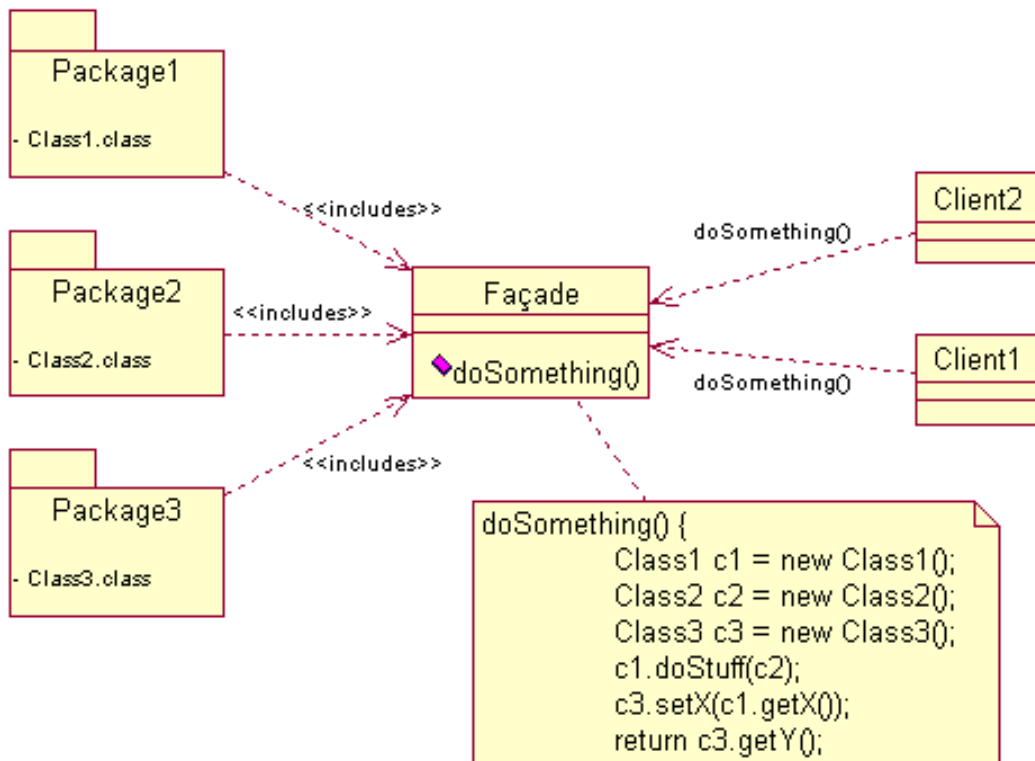 Package1
- Class1.class
<<includes>>
Package2
- Class2.class
<<includes>>
Package3
- Class3.class
<<includes>>
Façade
doSomething()
Client2
doSomething()
Client1
doSomething()
doSomething() {
Class1 c1 = new Class1();
Class2 c2 = new Class2();
Class3 c3 = new Class3();
c1.doStuff(c2);
c3.setX(c1.getX());
return c3.getY();